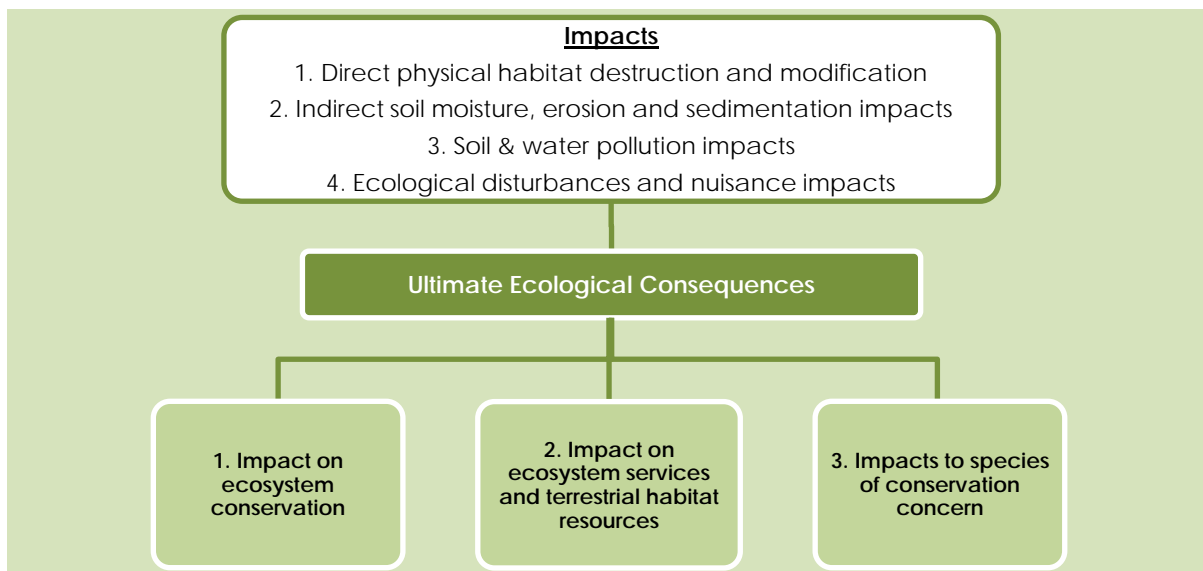 Impacts
1. Direct physical habitat destruction and modification
2. Indirect soil moisture, erosion and sedimentation impacts
3. Soil & water pollution impacts
4. Ecological disturbances and nuisance impacts
Ultimate Ecological Consequences
1. Impact on
ecosystem
conservation
2. Impact on
ecosystem services
and terrestrial habitat
resources
3. Impacts to species
of conservation
concern